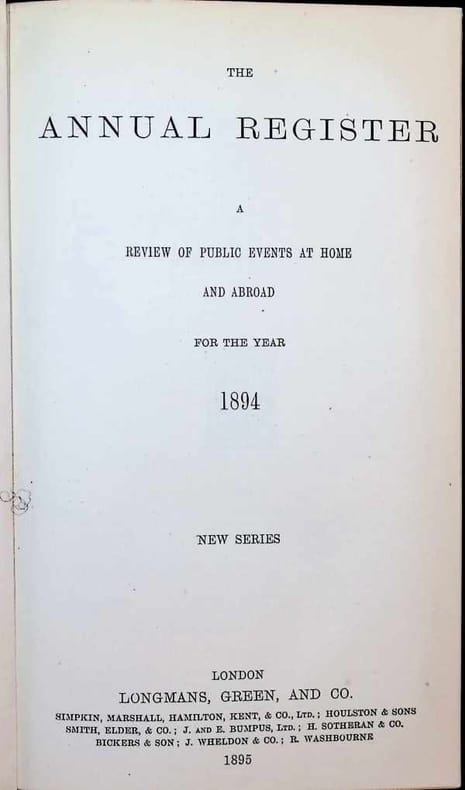 THE
ANNUAL REGISTER
A
REVIEW OF PUBLIC EVENTS AT HOME
AND ABROAD
FOR THE YEAR
1894
NEW SERIES
LONDON
LONGMANS, GREEN, AND CO.
SIMPKIN, MARSHALL, HAMILTON, KENT, & CO., LTD.; HOULSTON & SONS
SMITH, ELDER, & CO.; J. AND E. BUMPUS, LTD.; H. SOTHERAN & CO.
BICKERS & SON; J. WHELDON & CO.; R. WASHBOURNE
1895